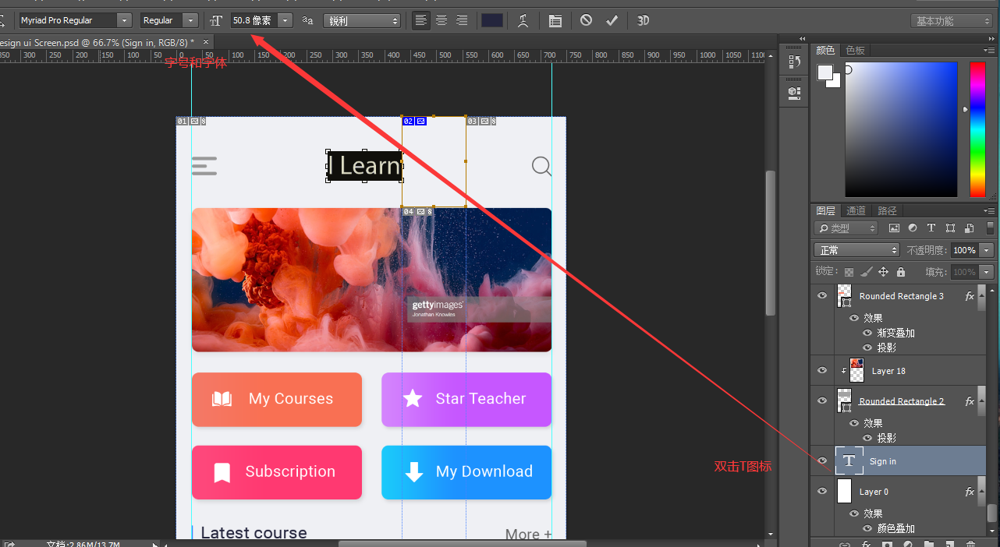 Myriad Pro Regular Regular 50.8 像素 aa 锐利 3D 基本功能
esign ui Screen.psd @ 66.7% (Sign in, RGB/8) * ×
350 300 250 200 150 100 50 0 50 100 150 200 250 300 350 400 450 500 550 600 650 700 750 800 850 900 950 1000 1050 1100
字号和字体
颜色 色板
01 02 03
I Learn
04
gettyimages®
Jonathan Knowles
My Courses Star Teacher
Subscription My Download
Latest course More +
双击T图标
图层 通道 路径
类型
正常 不透明度: 100%
锁定: 填充: 100%
Rounded Rectangle 3 fx
效果
渐变叠加
投影
Layer 18
Rounded Rectangle 2 fx
效果
投影
T Sign in
Layer 0 fx
效果
颜色叠加
文档:2.86M/13.7M
fx